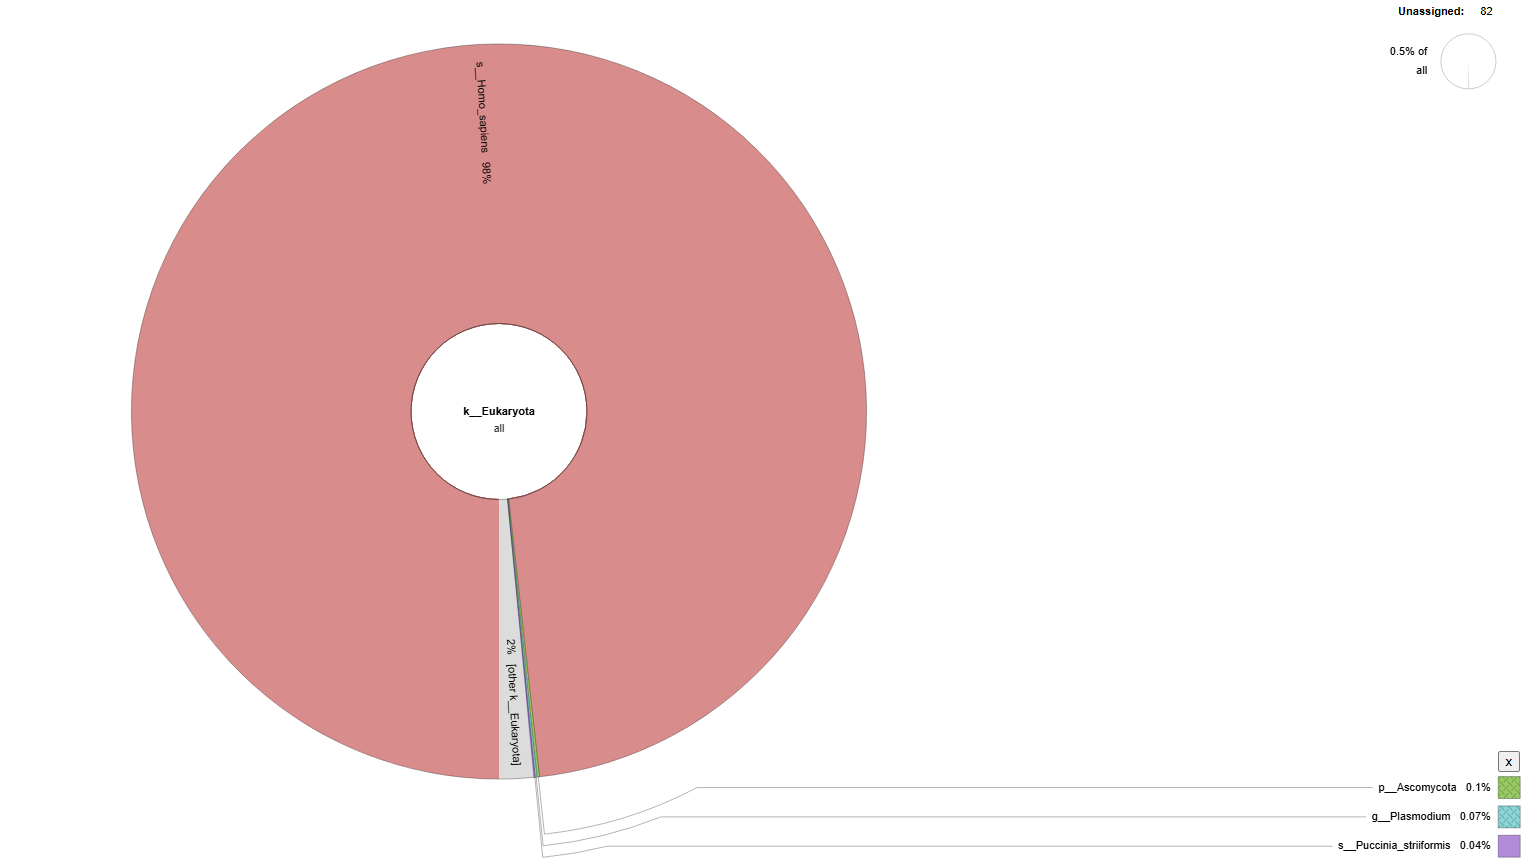 Unassigned: 82
0.5% of
all
s__Homo_sapiens 98%
k__Eukaryota
all
2% [other k__Eukaryota]
x
p__Ascomycota 0.1%
g__Plasmodium 0.07%
s__Puccinia_striiformis 0.04%